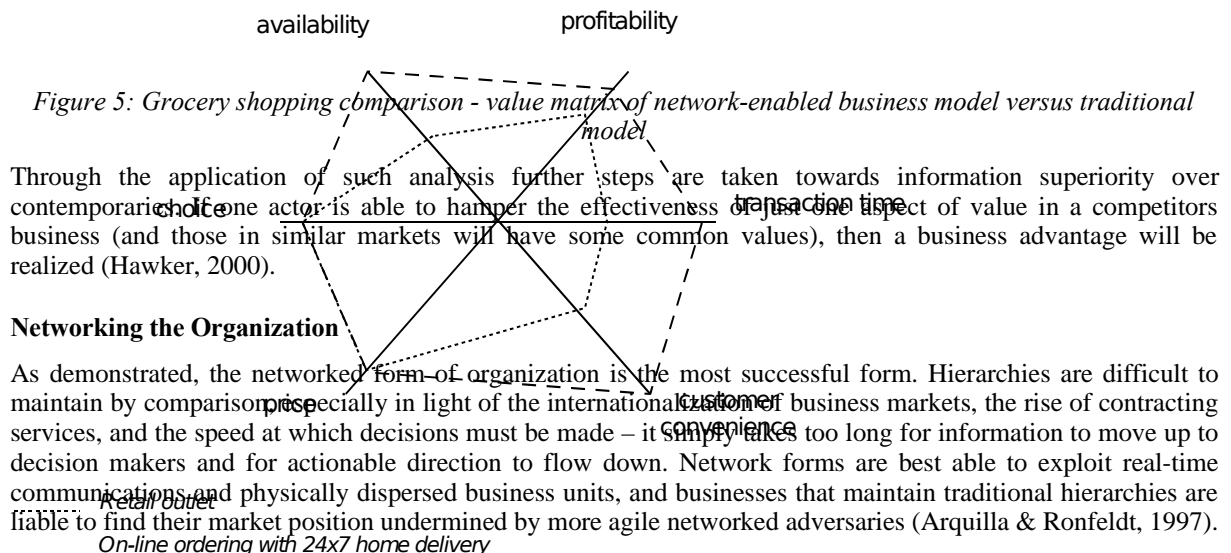 availability
profitability
Figure 5: Grocery shopping comparison - value matrix of network-enabled business model versus traditional
model
Through the application of such analysis further steps are taken towards information superiority over
contemporaries. If one actor is able to hamper the effectiveness of just one aspect of value in a competitors
choice
transaction time
business (and those in similar markets will have some common values), then a business advantage will be
realized (Hawker, 2000).
Networking the Organization
As demonstrated, the networked form of organization is the most successful form. Hierarchies are difficult to
maintain by comparison, especially in light of the internationalization of business markets, the rise of contracting
price
customer
convenience
services, and the speed at which decisions must be made – it simply takes too long for information to move up to
decision makers and for actionable direction to flow down. Network forms are best able to exploit real-time
communications and physically dispersed business units, and businesses that maintain traditional hierarchies are
Retail outlet
liable to find their market position undermined by more agile networked adversaries (Arquilla & Ronfeldt, 1997).
On-line ordering with 24x7 home delivery